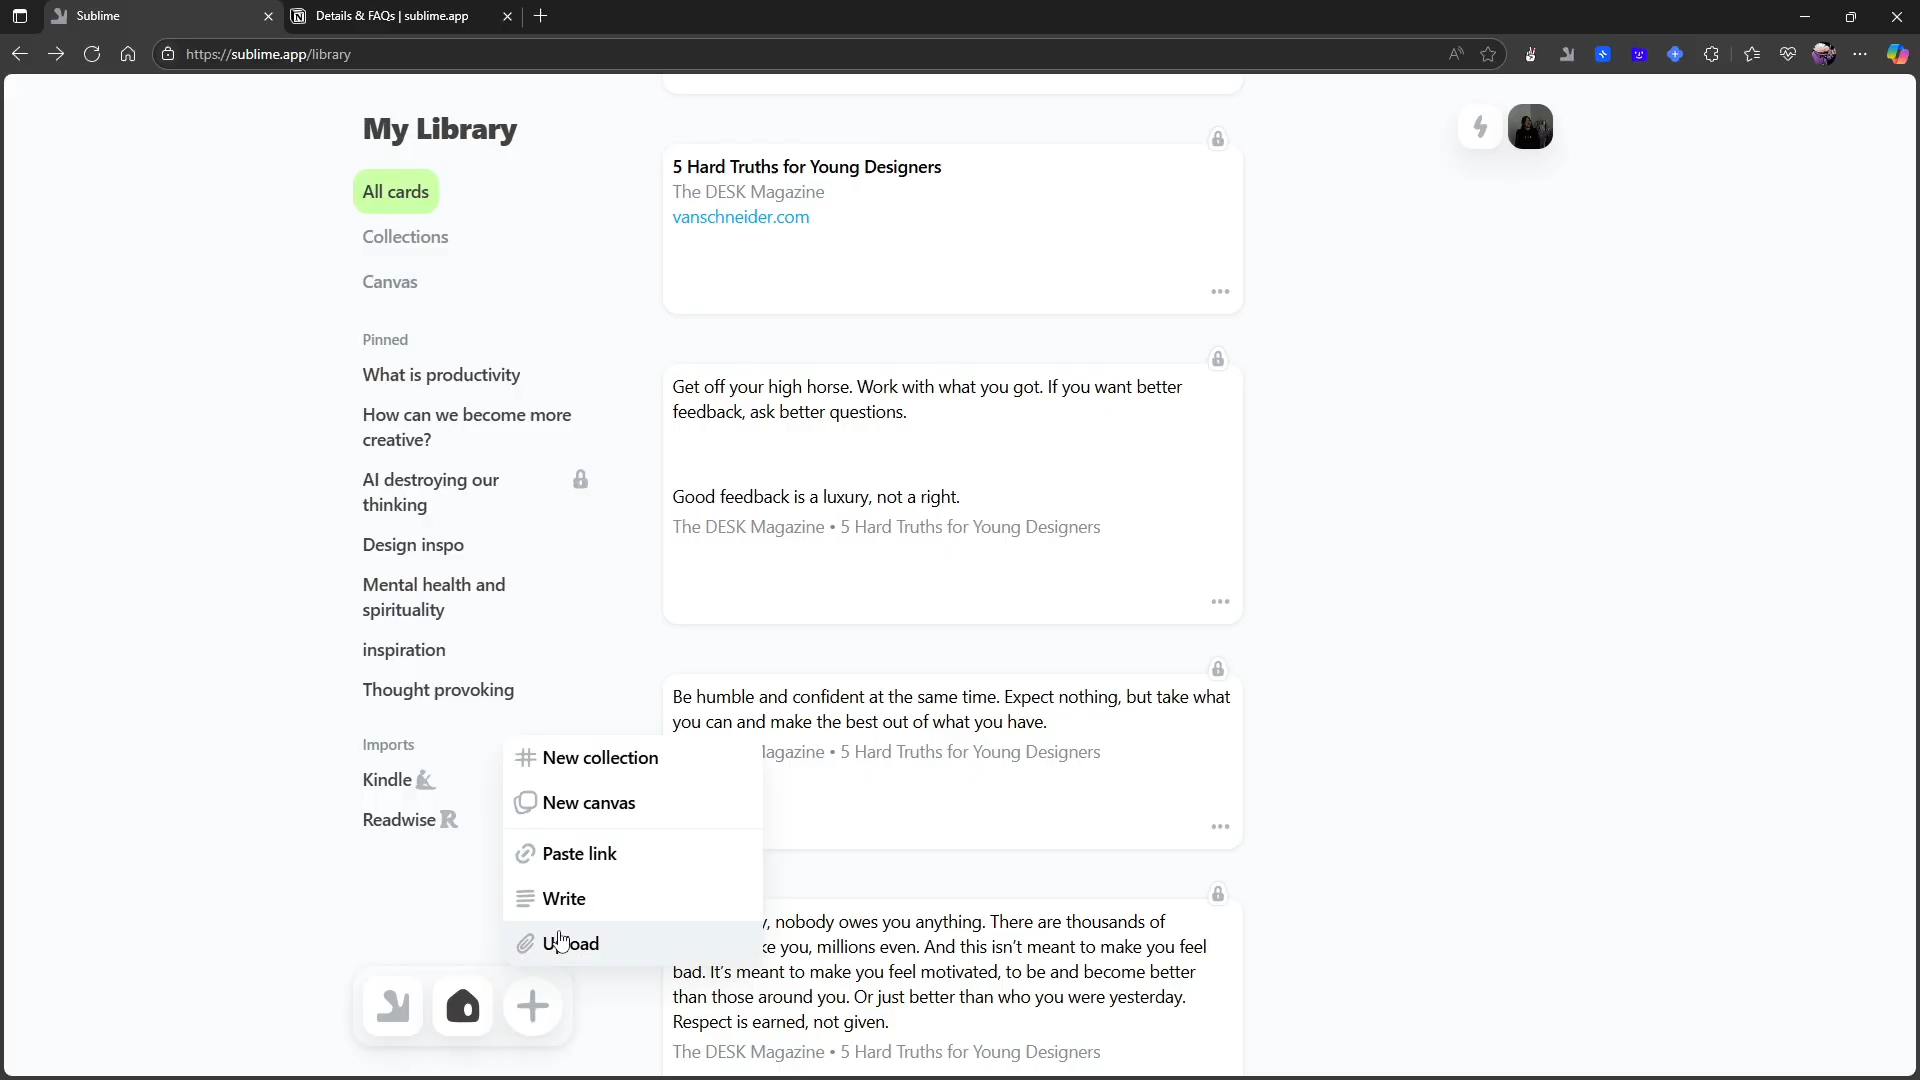 Sublime
Details & FAQs | sublime.app
https://sublime.app/library
My Library
All cards
Collections
Canvas
Pinned
What is productivity
How can we become more
creative?
AI destroying our
thinking
Design inspo
Mental health and
spirituality
inspiration
Thought provoking
Imports
Kindle
Readwise R
New collection
New canvas
Paste link
Write
5 Hard Truths for Young Designers
The DESK Magazine
vanschneider.com
Get off your high horse. Work with what you got. If you want better
feedback, ask better questions.
Good feedback is a luxury, not a right.
The DESK Magazine • 5 Hard Truths for Young Designers
Be humble and confident at the same time. Expect nothing, but take what
you can and make the best out of what you have.
• 5 Hard Truths for Young Designers
nobody owes you anything. There are thousands of
you, millions even. And this isn't meant to make you feel
bad. It's meant to make you feel motivated, to be and become better
than those around you. Or just better than who you were yesterday.
Respect is earned, not given.
The DESK Magazine • 5 Hard Truths for Young Designers